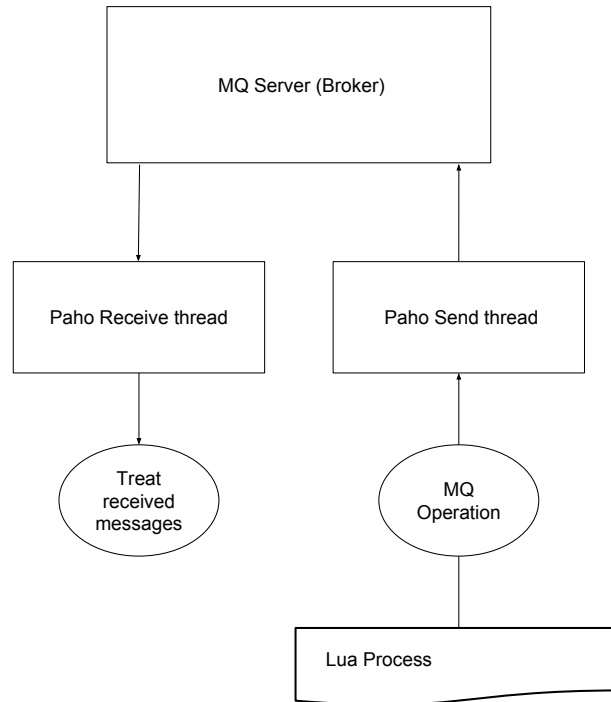 MQ Server (Broker)
Paho Receive thread
Paho Send thread
Treat
received
messages
MQ
Operation
Lua Process